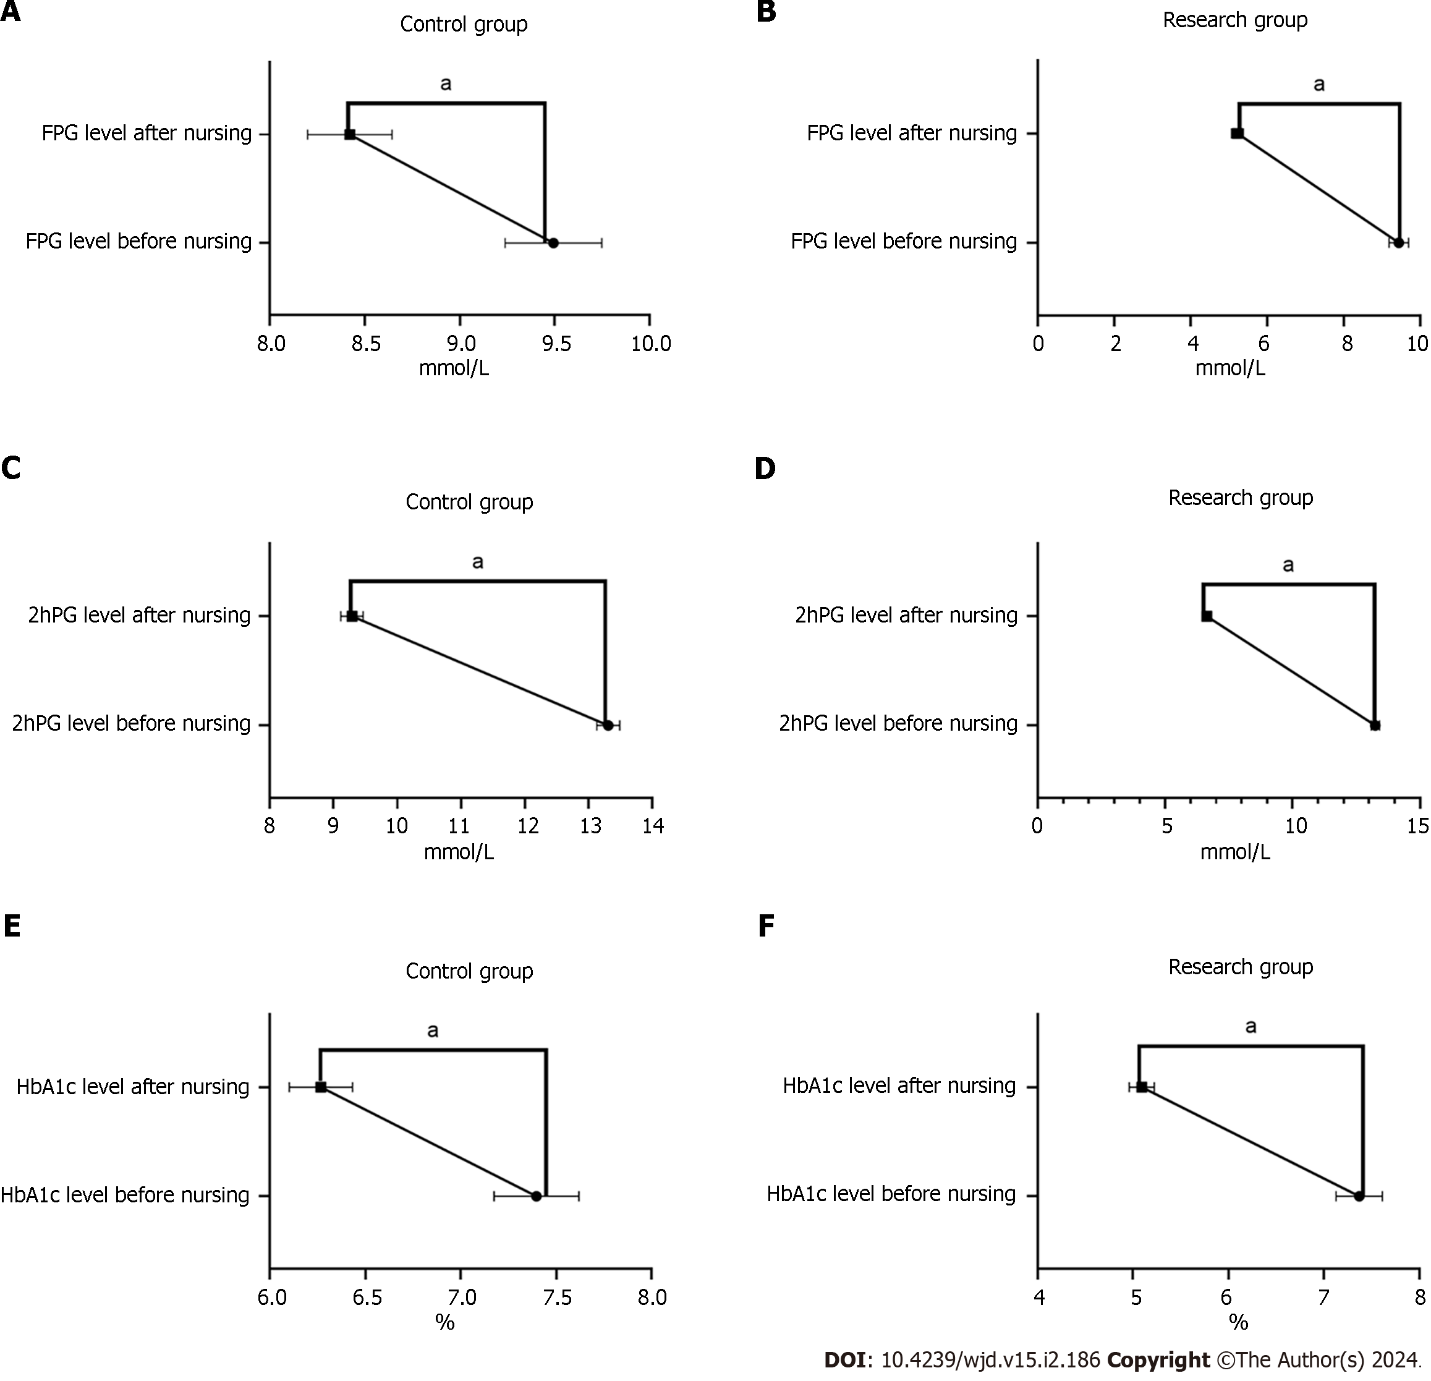 A
Control group
a
FPG level after nursing
FPG level before nursing
8.0 8.5 9.0 9.5 10.0
mmol/L
B
Research group
a
FPG level after nursing
FPG level before nursing
0 2 4 6 8 10
mmol/L
C
Control group
a
2hPG level after nursing
2hPG level before nursing
8 9 10 11 12 13 14
mmol/L
D
Research group
a
2hPG level after nursing
2hPG level before nursing
0 5 10 15
mmol/L
E
Control group
a
HbA1c level after nursing
HbA1c level before nursing
6.0 6.5 7.0 7.5 8.0
%
F
Research group
a
HbA1c level after nursing
HbA1c level before nursing
4 5 6 7 8
%
DOI: 10.4239/wjd.v15.i2.186 Copyright ©The Author(s) 2024.